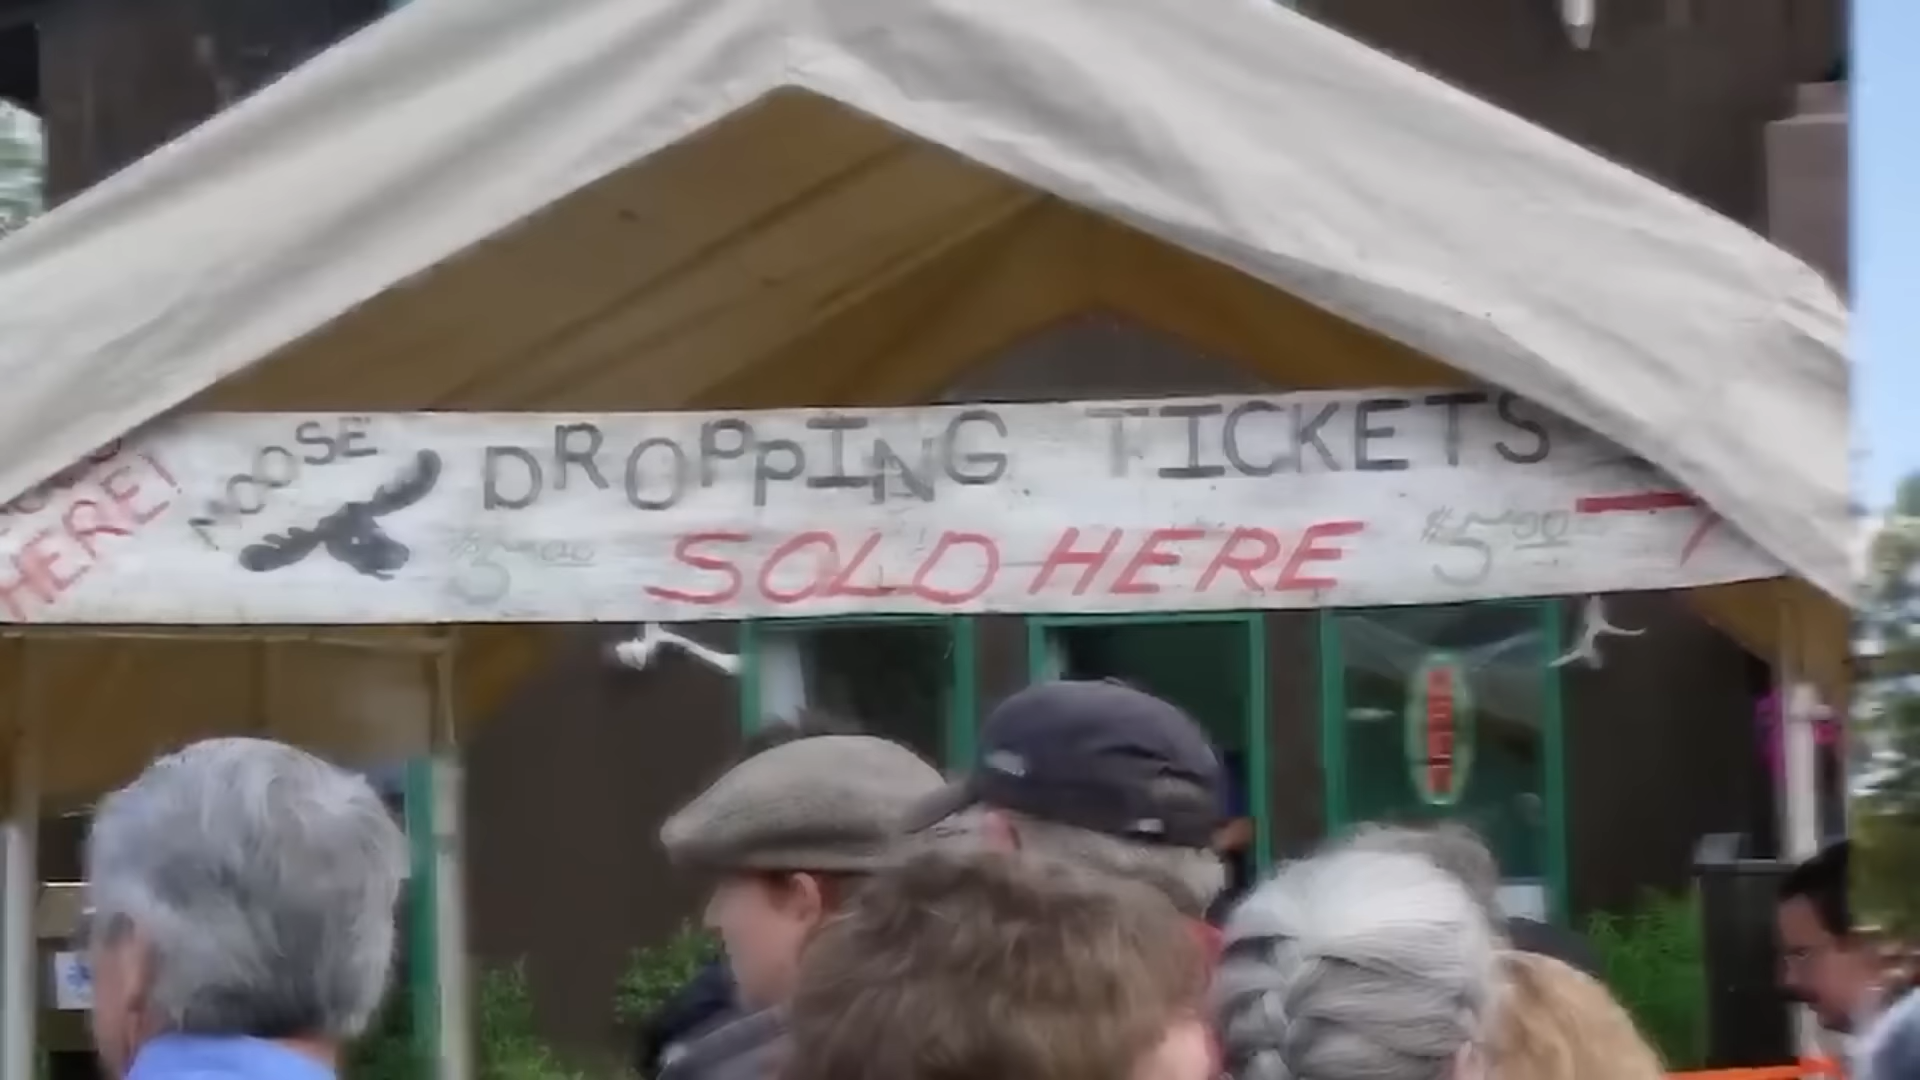 HERE!
MOOSE DROPPING TICKETS
$5.00 SOLD HERE $5.00